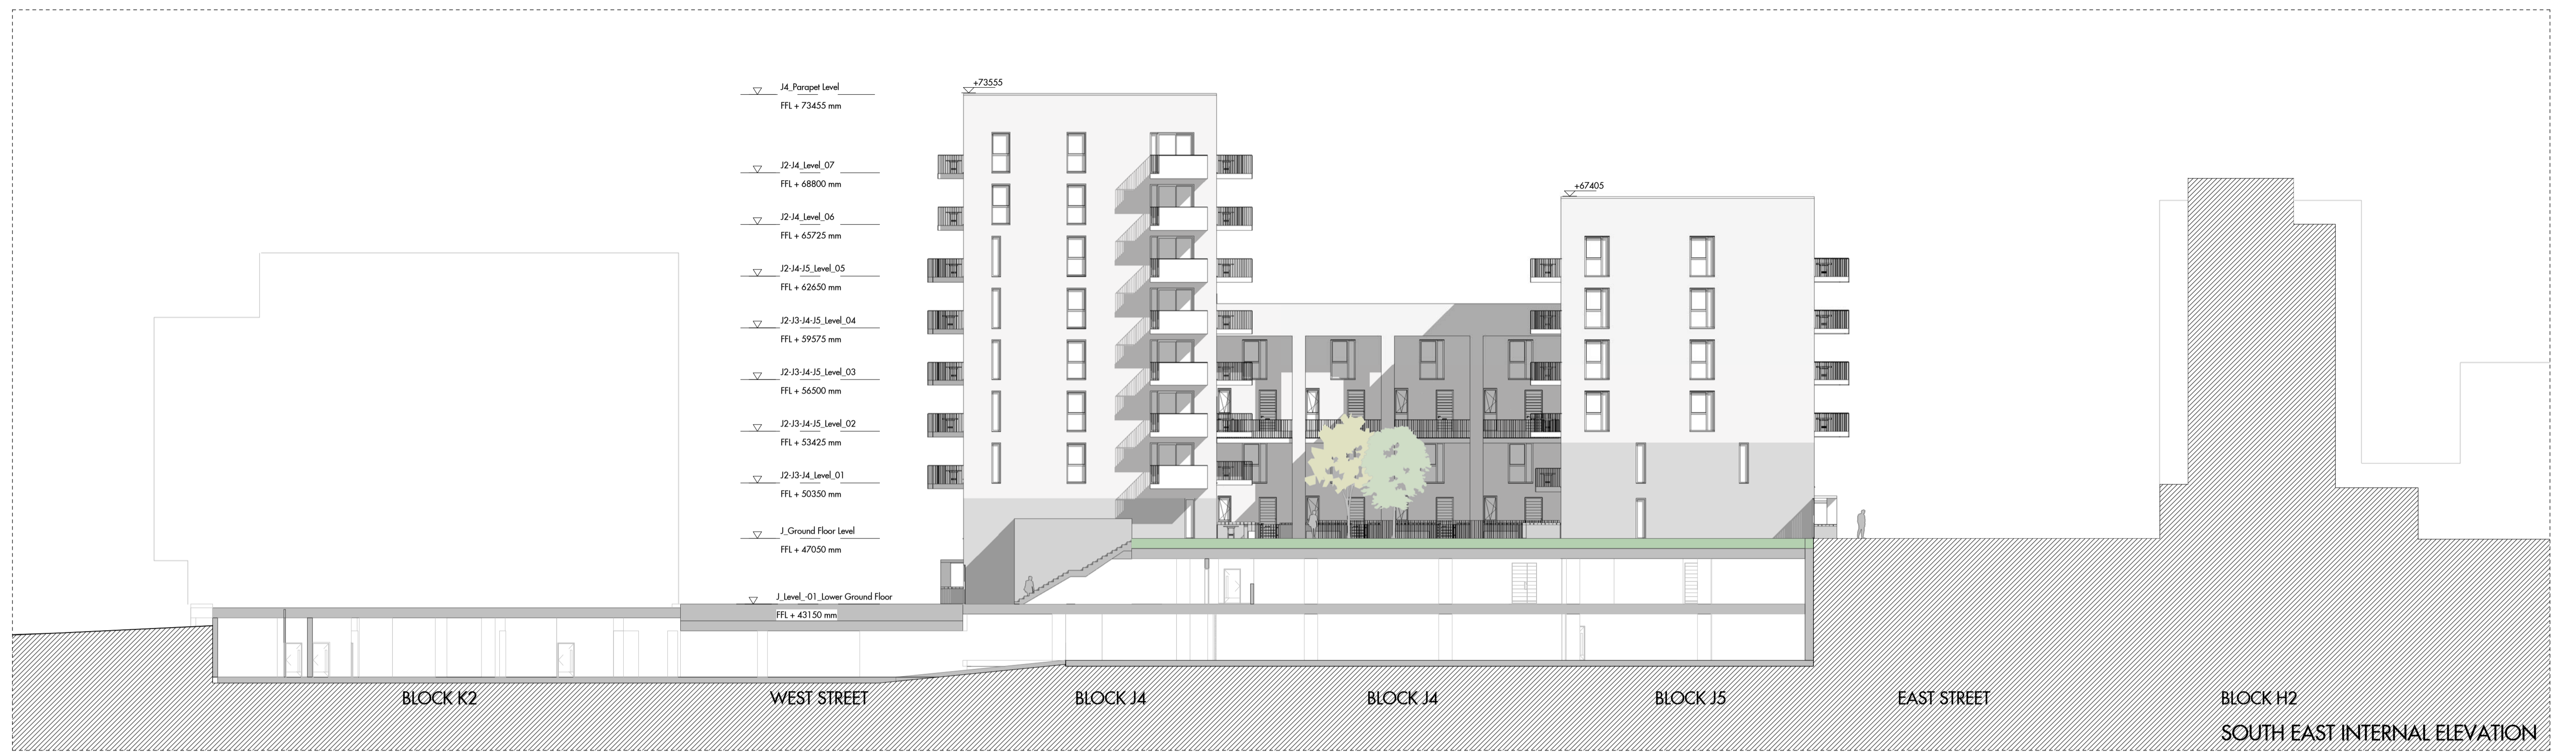 J4_Parapet Level
FFL + 73455 mm
+73555
J2-J4_Level_07
FFL + 68800 mm
+67405
J2-J4_Level_06
FFL + 65725 mm
J2-J4-J5_Level_05
FFL + 62650 mm
J2-J3-J4-J5_Level_04
FFL + 59575 mm
J2-J3-J4-J5_Level_03
FFL + 56500 mm
J2-J3-J4-J5_Level_02
FFL + 53425 mm
J2-J3-J4_Level_01
FFL + 50350 mm
J_Ground Floor Level
FFL + 47050 mm
J_Level_-01_Lower Ground Floor
FFL + 43150 mm
BLOCK K2
WEST STREET
BLOCK J4
BLOCK J4
BLOCK J5
EAST STREET
BLOCK H2
SOUTH EAST INTERNAL ELEVATION